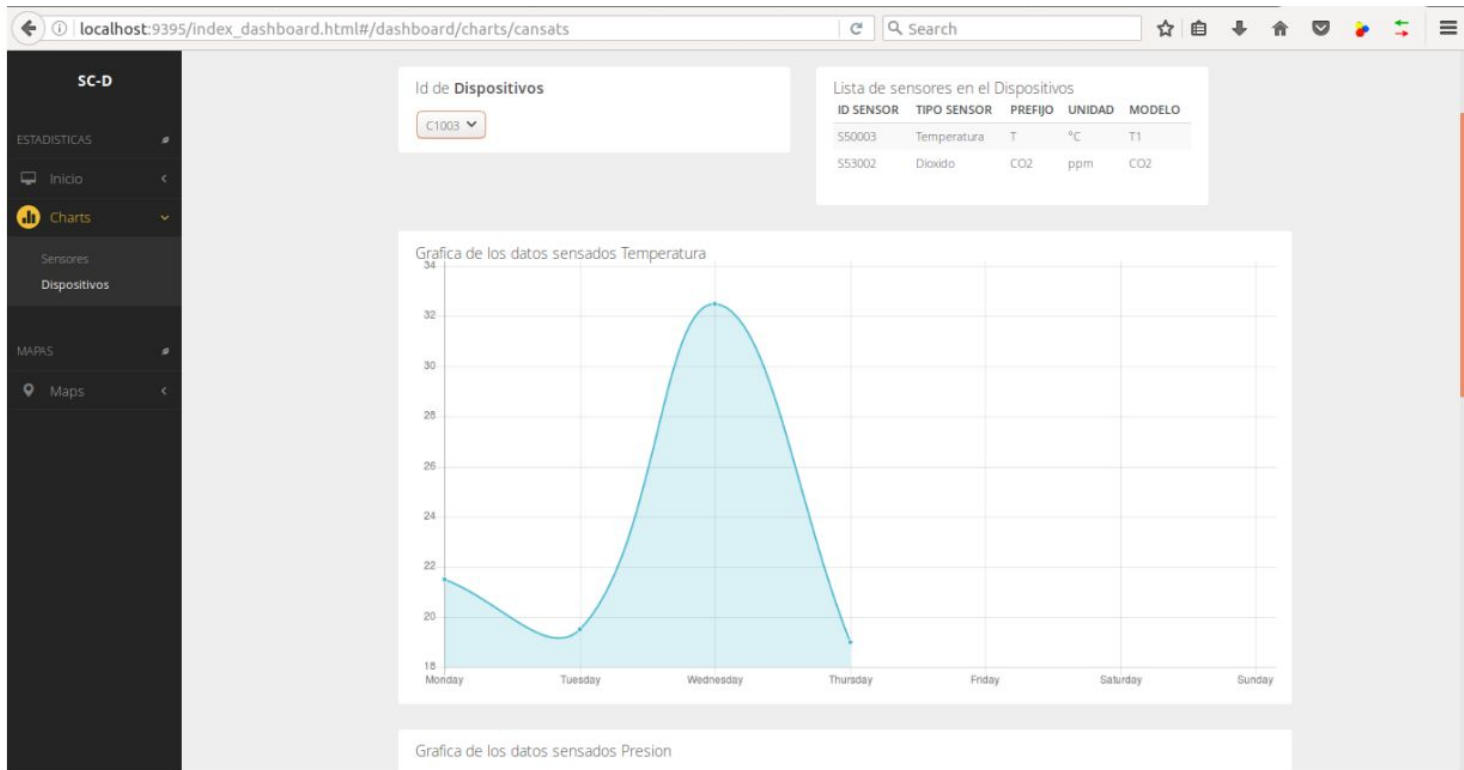 localhost:9395/index_dashboard.html#/dashboard/charts/cansats
Search
SC-D
ESTADISTICAS
Inicio
Charts
Sensores
Dispositivos
MAPAS
Maps
Id de Dispositivos
C1003
Lista de sensores en el Dispositivos
ID SENSOR TIPO SENSOR PREFIJO UNIDAD MODELO
S50003 Temperatura T °C T1
S53002 Dioxido CO2 ppm CO2
Grafica de los datos sensados Temperatura
34
32
30
28
26
24
22
20
18
Monday Tuesday Wednesday Thursday Friday Saturday Sunday
Grafica de los datos sensados Presion